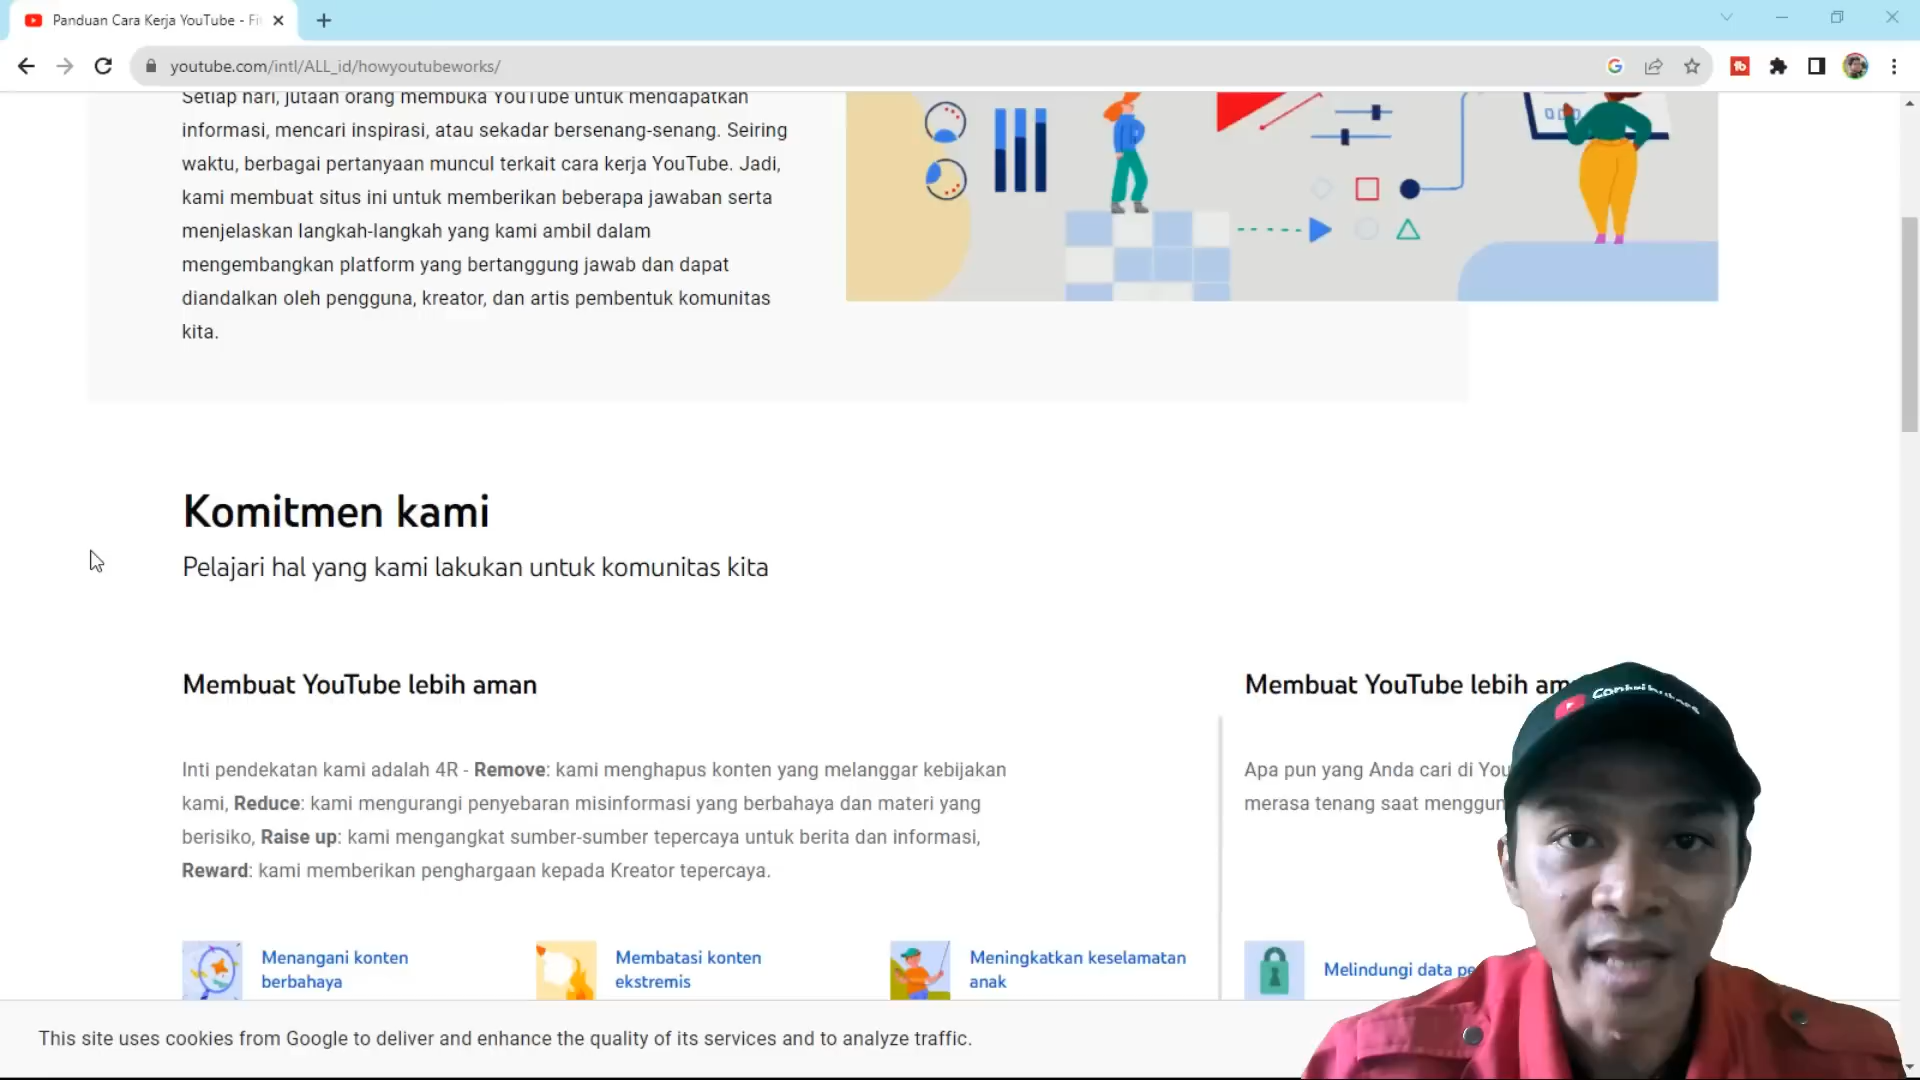 Panduan Cara Kerja YouTube - Fi
youtube.com/intl/ALL_id/howyoutubeworks/
Setiap hari, jutaan orang membuka YouTube untuk mendapatkan
informasi, mencari inspirasi, atau sekadar bersenang-senang. Seiring
waktu, berbagai pertanyaan muncul terkait cara kerja YouTube. Jadi,
kami membuat situs ini untuk memberikan beberapa jawaban serta
menjelaskan langkah-langkah yang kami ambil dalam
mengembangkan platform yang bertanggung jawab dan dapat
diandalkan oleh pengguna, kreator, dan artis pembentuk komunitas
kita.
Komitmen kami
Pelajari hal yang kami lakukan untuk komunitas kita
Membuat YouTube lebih aman
Inti pendekatan kami adalah 4R - Remove: kami menghapus konten yang melanggar kebijakan
kami, Reduce: kami mengurangi penyebaran misinformasi yang berbahaya dan materi yang
berisiko, Raise up: kami mengangkat sumber-sumber tepercaya untuk berita dan informasi,
Reward: kami memberikan penghargaan kepada Kreator tepercaya.
Menangani konten
berbahaya
Membatasi konten
ekstremis
Meningkatkan keselamatan
anak
Membuat YouTube lebih am
Apa pun yang Anda cari di You
merasa tenang saat menggun
Melindungi data pe
Contributors
This site uses cookies from Google to deliver and enhance the quality of its services and to analyze traffic.